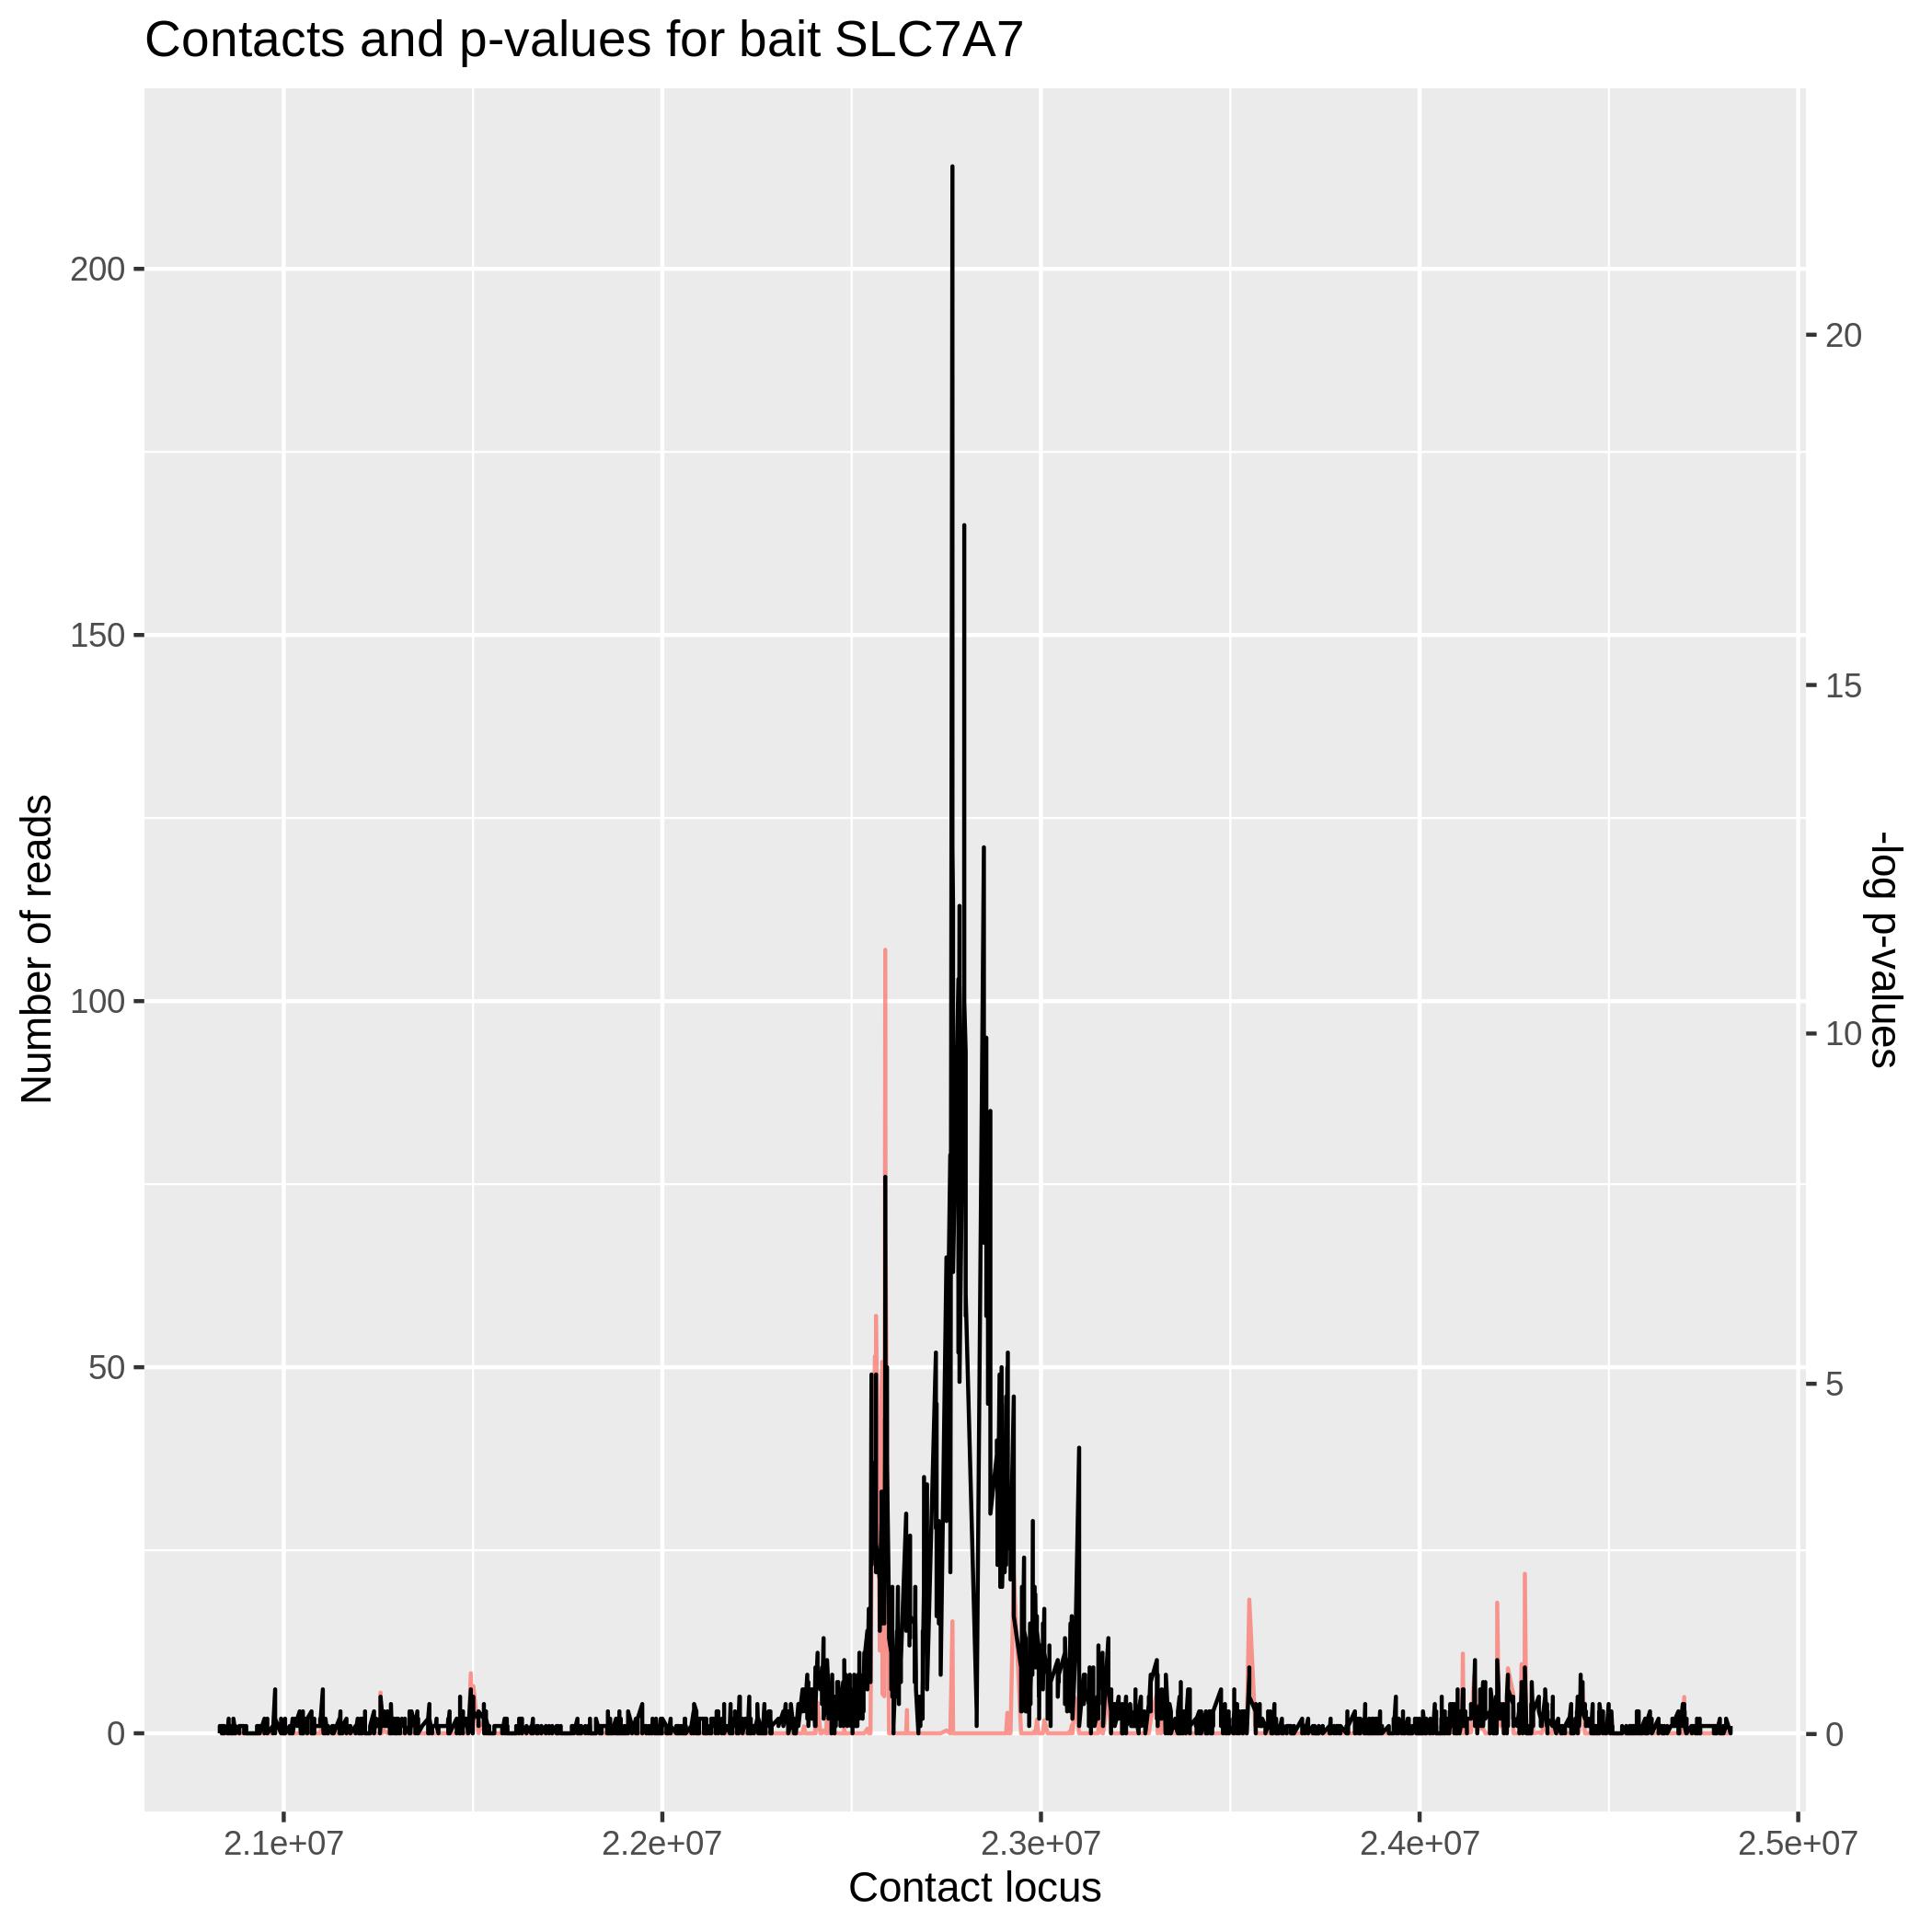 Contacts and p-values for bait SLC7A7
Number of reads
200
150
100
50
0
20
15
10
5
0
-log p-values
2.1e+07 2.2e+07 2.3e+07 2.4e+07 2.5e+07
Contact locus